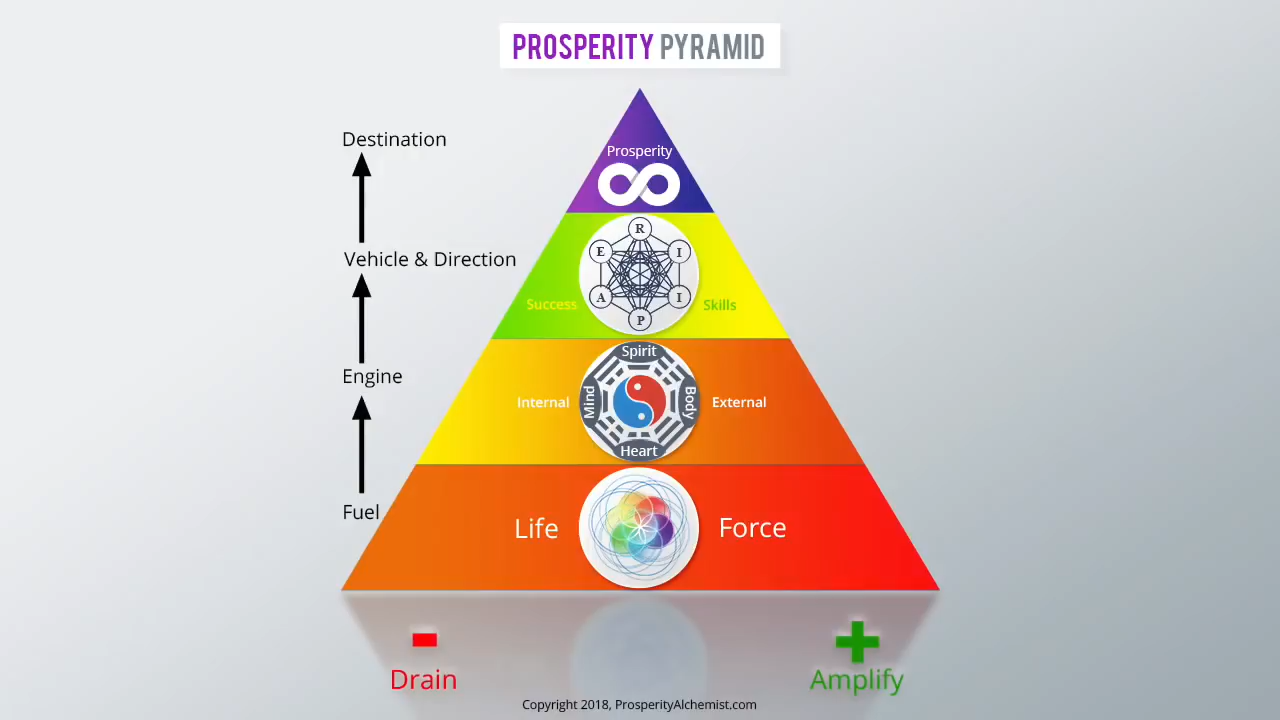 PROSPERITY PYRAMID
Destination
Prosperity
Vehicle & Direction
R
E
I
A
I
P
Success
Skills
Engine
Spirit
Internal
Mind
Body
External
Heart
Fuel
Life
Force
Drain
Amplify
Copyright 2018, ProsperityAlchemist.com